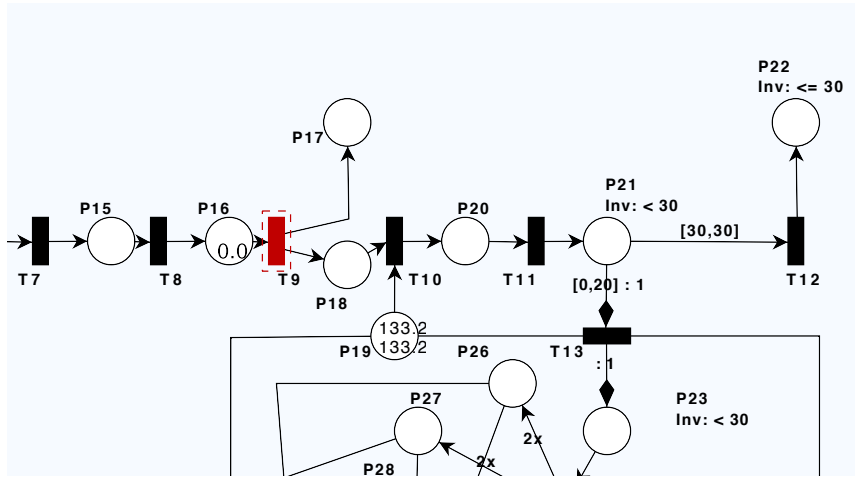 P22
Inv: <= 30
P17
P15
P16
P20
P21
Inv: < 30
0.0
[30,30]
T7
T8
T9
T10
T11
T12
P18
[0,20] : 1
133.2
133.2
P19
P26
T13
: 1
P27
P23
Inv: < 30
2x
2x
P28